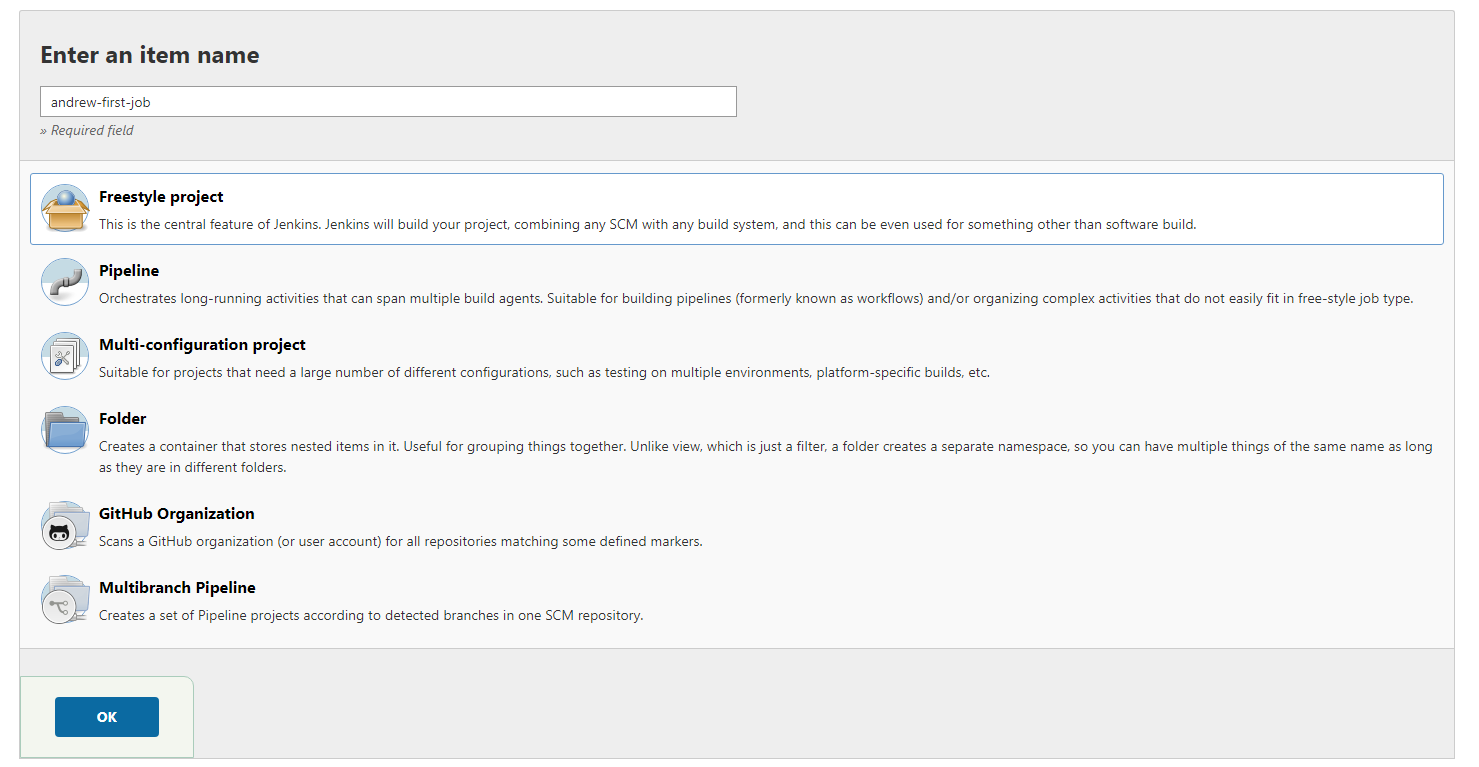 Enter an item name
andrew-first-job
» Required field
Freestyle project
This is the central feature of Jenkins. Jenkins will build your project, combining any SCM with any build system, and this can be even used for something other than software build.
Pipeline
Orchestrates long-running activities that can span multiple build agents. Suitable for building pipelines (formerly known as workflows) and/or organizing complex activities that do not easily fit in free-style job type.
Multi-configuration project
Suitable for projects that need a large number of different configurations, such as testing on multiple environments, platform-specific builds, etc.
Folder
Creates a container that stores nested items in it. Useful for grouping things together. Unlike view, which is just a filter, a folder creates a separate namespace, so you can have multiple things of the same name as long
as they are in different folders.
GitHub Organization
Scans a GitHub organization (or user account) for all repositories matching some defined markers.
Multibranch Pipeline
Creates a set of Pipeline projects according to detected branches in one SCM repository.
OK